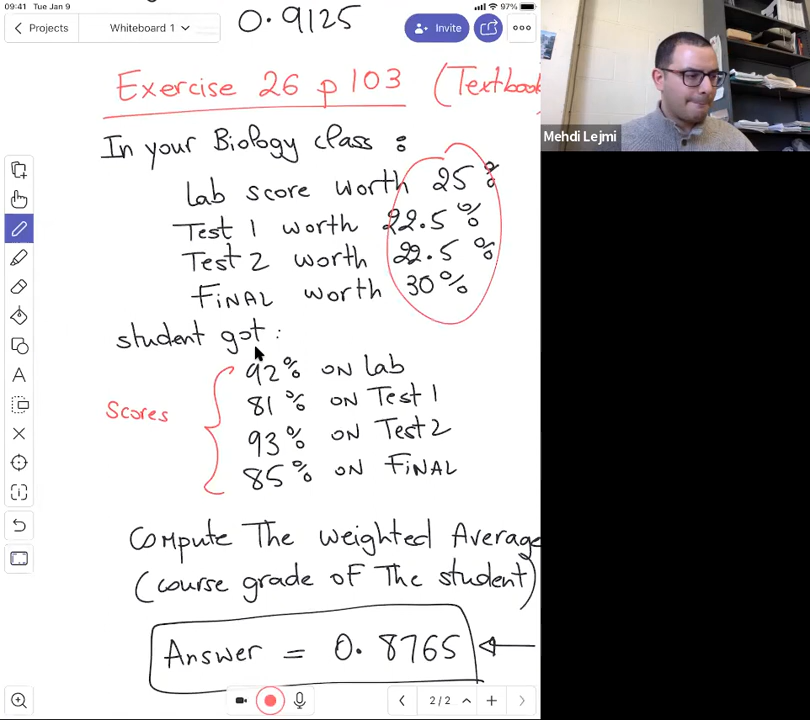 09:41 Tue Jan 9
97%
Projects
Whiteboard 1
Invite
0.9125
Exercise 26 p 103 (Textbook
In your Biology class :
Lab score worth 25 %
Test 1 worth 22.5 %
Test 2 worth 22.5 %
FiNAL worth 30%
student got :
Scores
92% on Lab
81 % on Test 1
93 % on Test 2
85 % on FiNAL
Compute The weighted Average
(course grade of The student)
Answer = 0.8765
2/2
A
Mehdi Lejmi